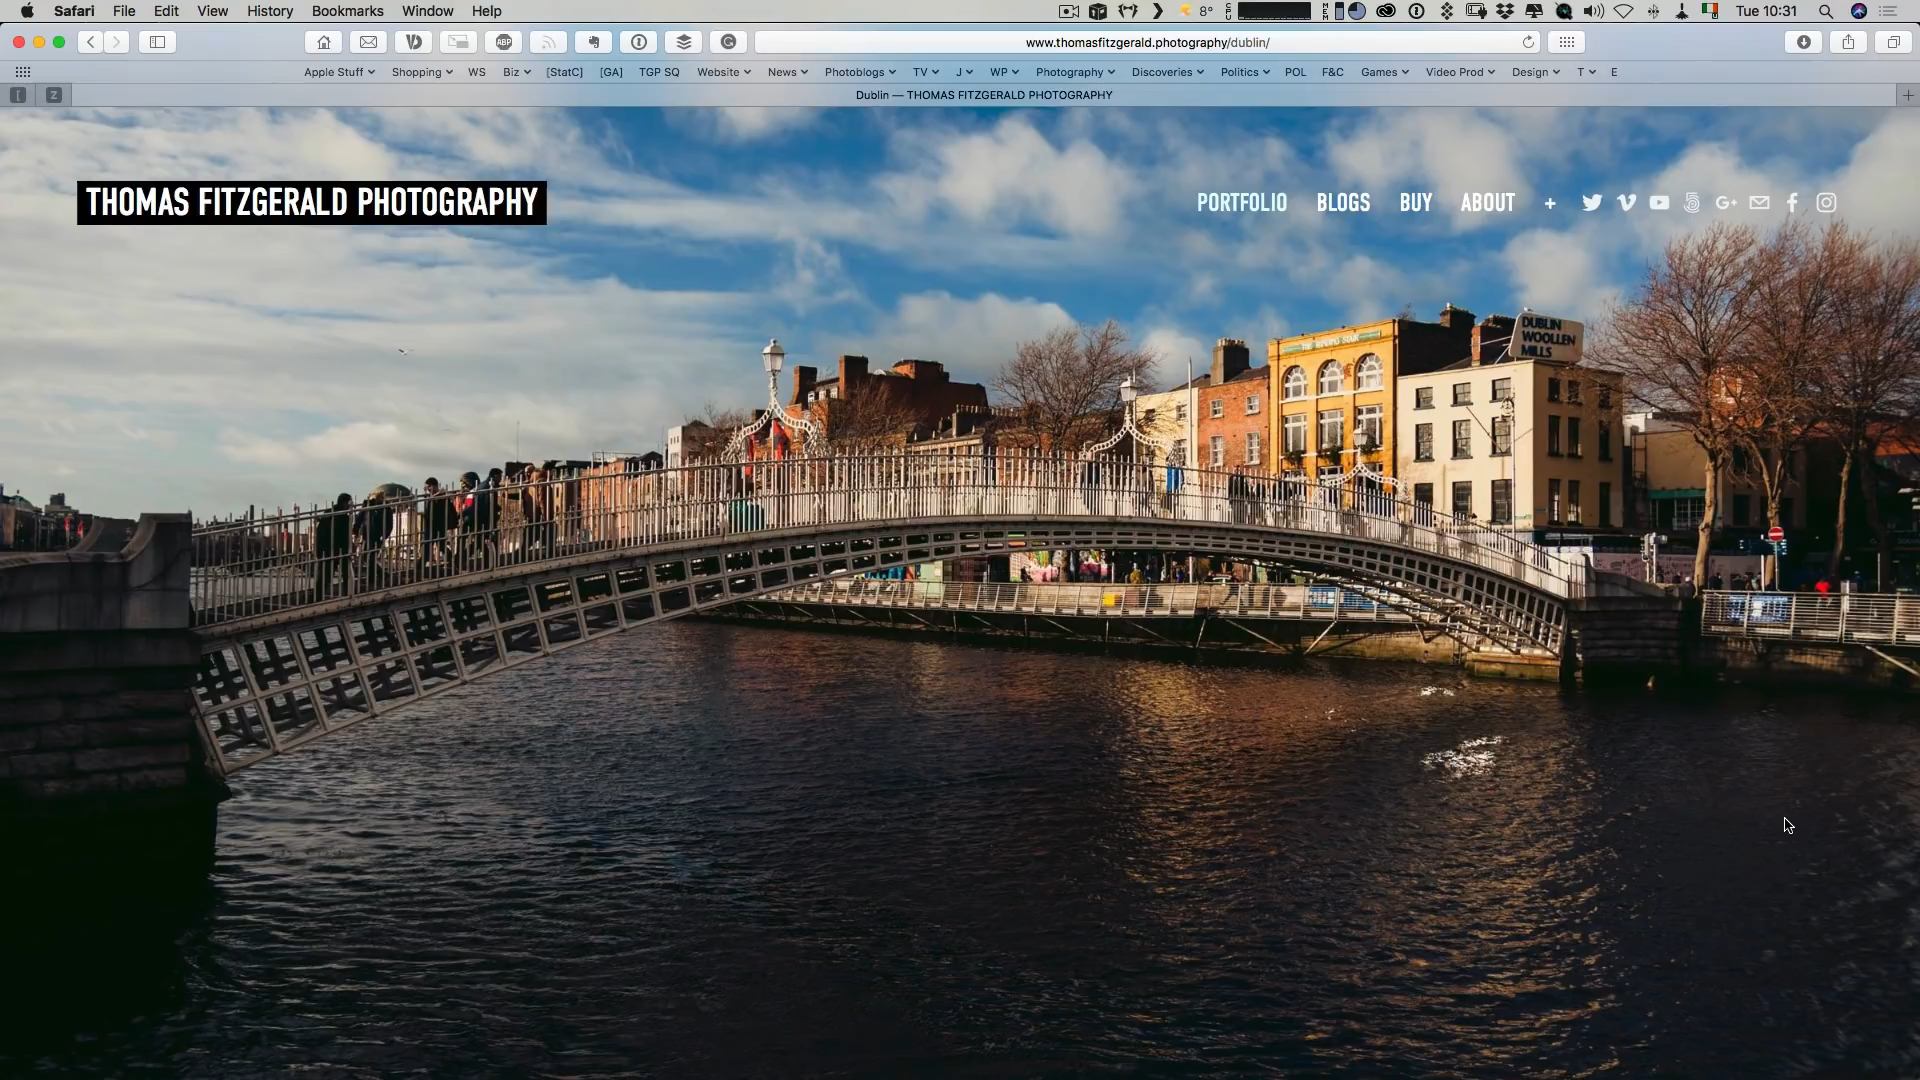 Safari File Edit View History Bookmarks Window Help 8° Tue 10:31
ABP www.thomasfitzgerald.photography/dublin/
Apple Stuff Shopping WS Biz [StatC] [GA] TGP SQ Website News Photoblogs TV J WP Photography Discoveries Politics POL F&C Games Video Prod Design T E
[ Z Dublin — THOMAS FITZGERALD PHOTOGRAPHY
THOMAS FITZGERALD PHOTOGRAPHY PORTFOLIO BLOGS BUY ABOUT +
DUBLIN
WOOLLEN
MILLS